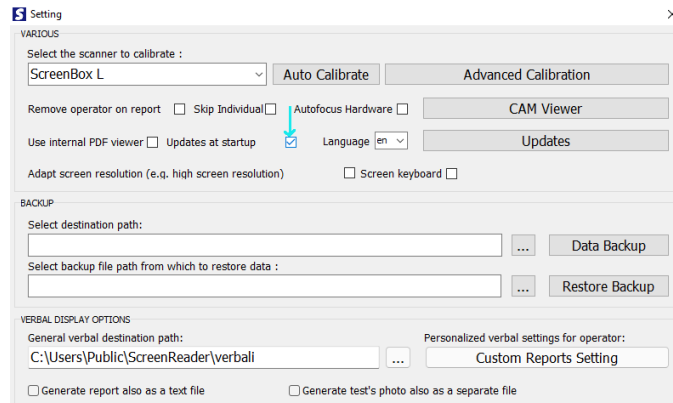 Setting
VARIOUS
Select the scanner to calibrate :
ScreenBox L Auto Calibrate Advanced Calibration
Remove operator on report Skip Individual Autofocus Hardware CAM Viewer
Use internal PDF viewer Updates at startup Language en Updates
Adapt screen resolution (e.g. high screen resolution) Screen keyboard
BACKUP
Select destination path:
... Data Backup
Select backup file path from which to restore data :
... Restore Backup
VERBAL DISPLAY OPTIONS
General verbal destination path: Personalized verbal settings for operator:
C:\Users\Public\ScreenReader\verbali ... Custom Reports Setting
Generate report also as a text file Generate test's photo also as a separate file